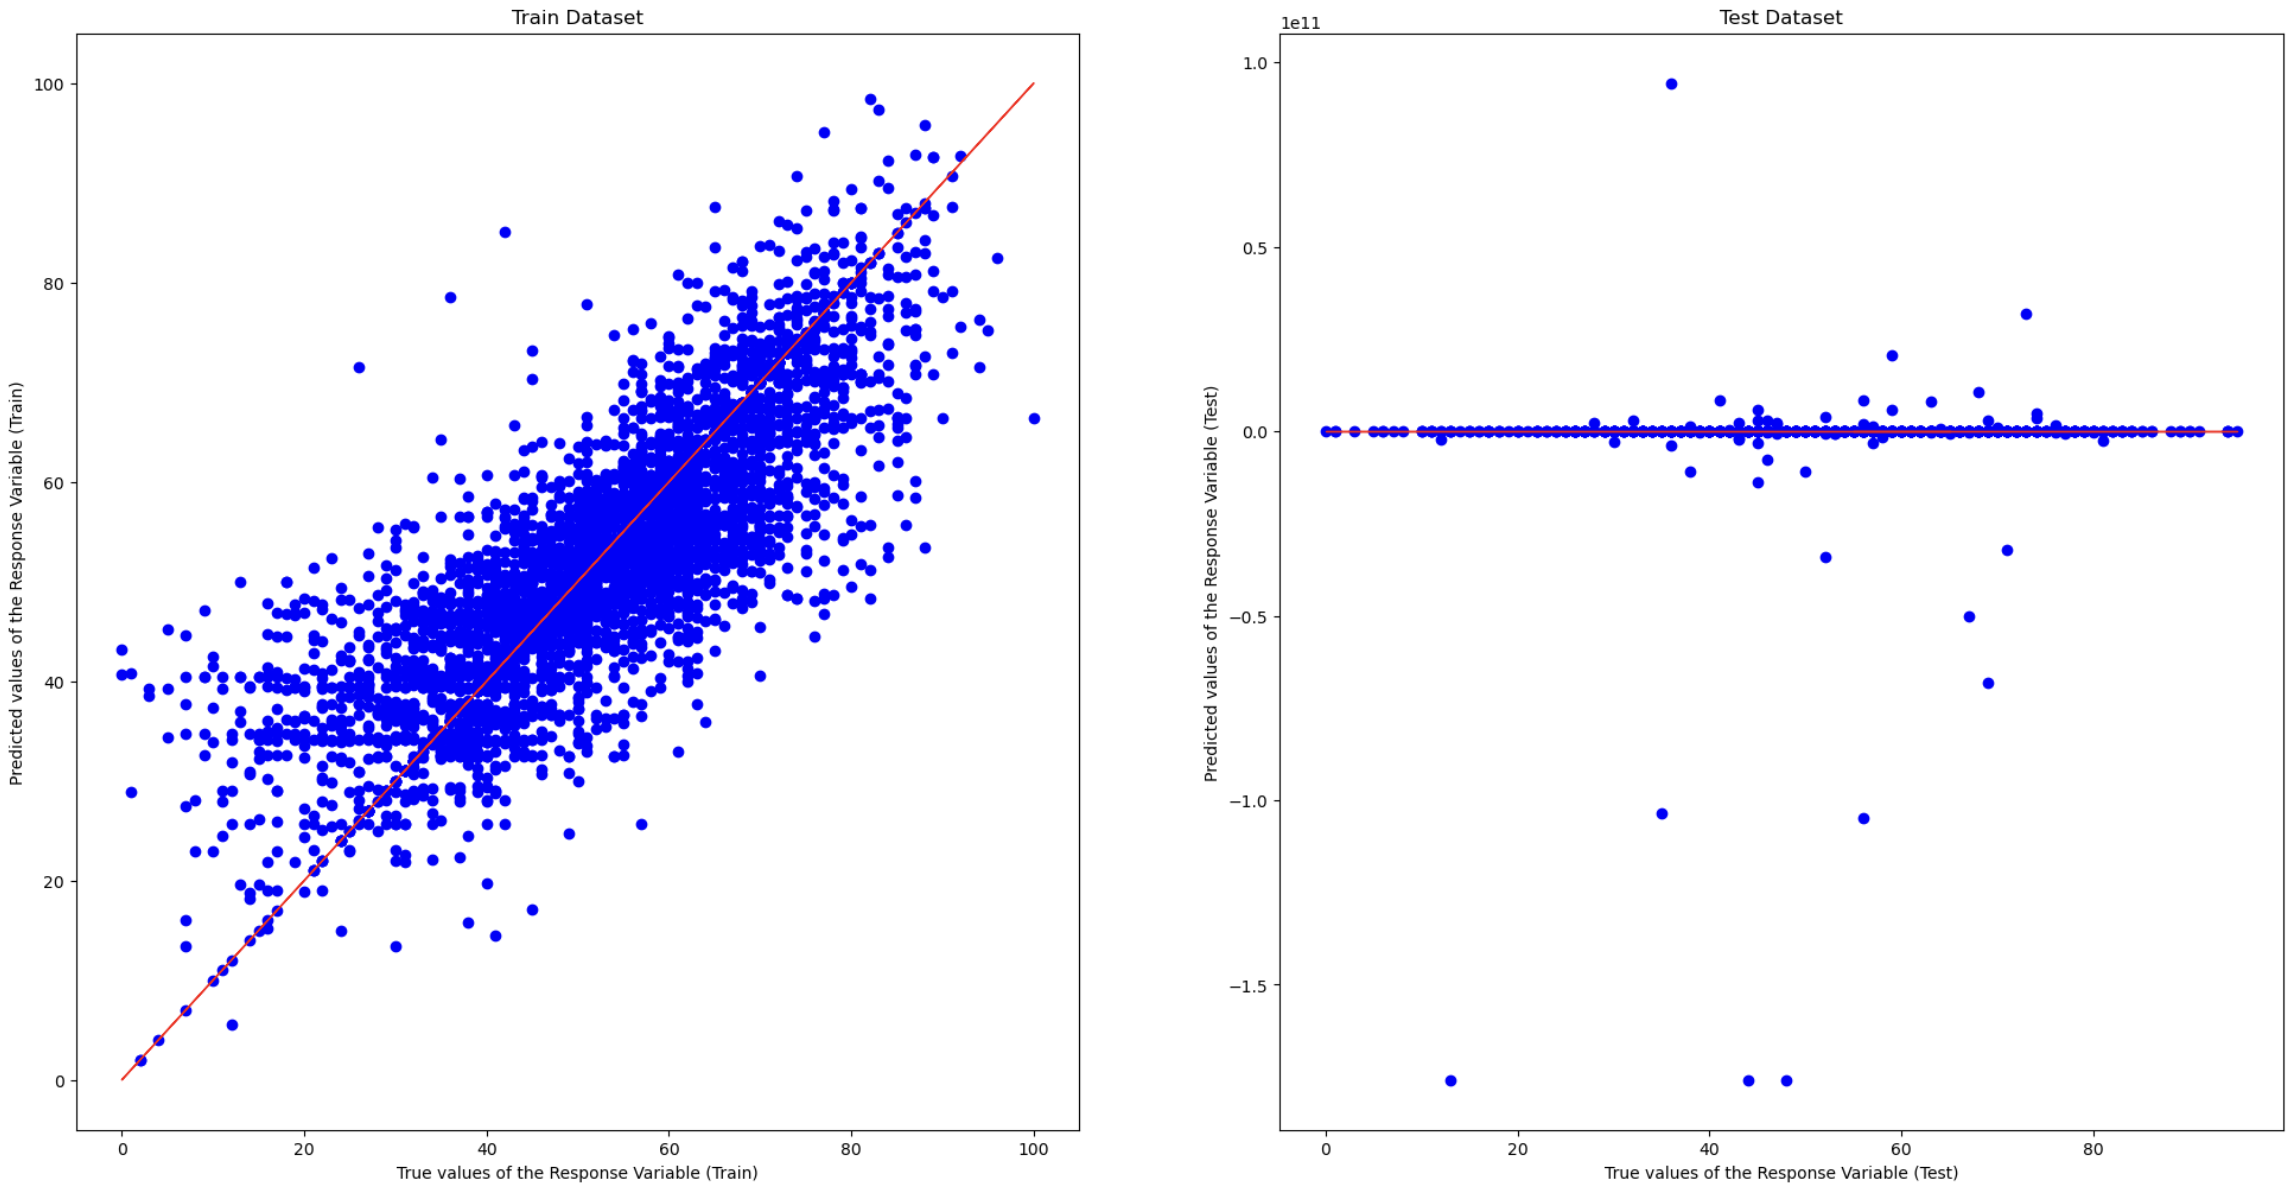 Train Dataset
Predicted values of the Response Variable (Train)
100
80
60
40
20
0
0 20 40 60 80 100
True values of the Response Variable (Train)
Test Dataset
1e11
Predicted values of the Response Variable (Test)
1.0
0.5
0.0
−0.5
−1.0
−1.5
0 20 40 60 80
True values of the Response Variable (Test)